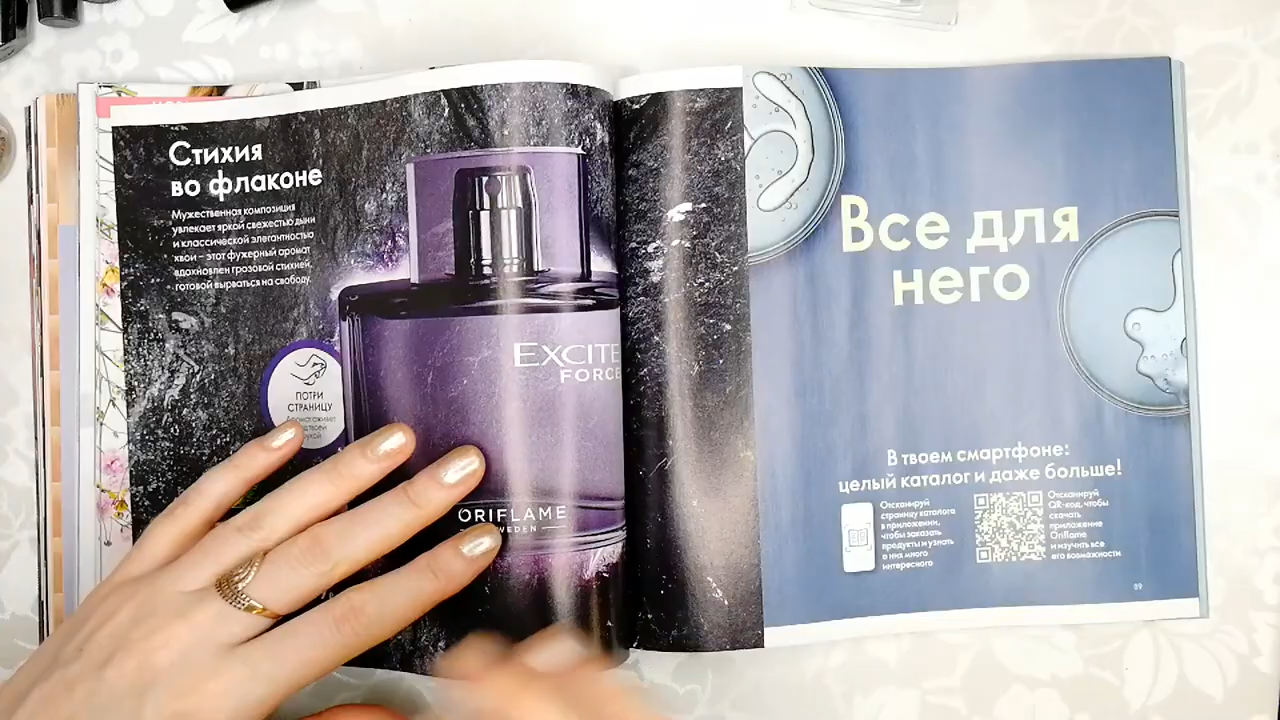 Стихия
во флаконе
Мужественная композиция
увлекает яркой свежестью дыни
и классической элегантностью
хвои – этот фужерный аромат
вдохновлен грозовой стихией,
готовой вырваться на свободу.
ПОТРИ
СТРАНИЦУ
EXCITE
FORCE
ORIFLAME
Все для
него
В твоем смартфоне:
целый каталог и даже больше!
Отсканируй
страницу каталога
в приложении,
чтобы заказать
продукты и узнать
о них много
интересного
Отсканируй
QR-код, чтобы
скачать
приложение
Oriflame
и изучить все
его возможности
89